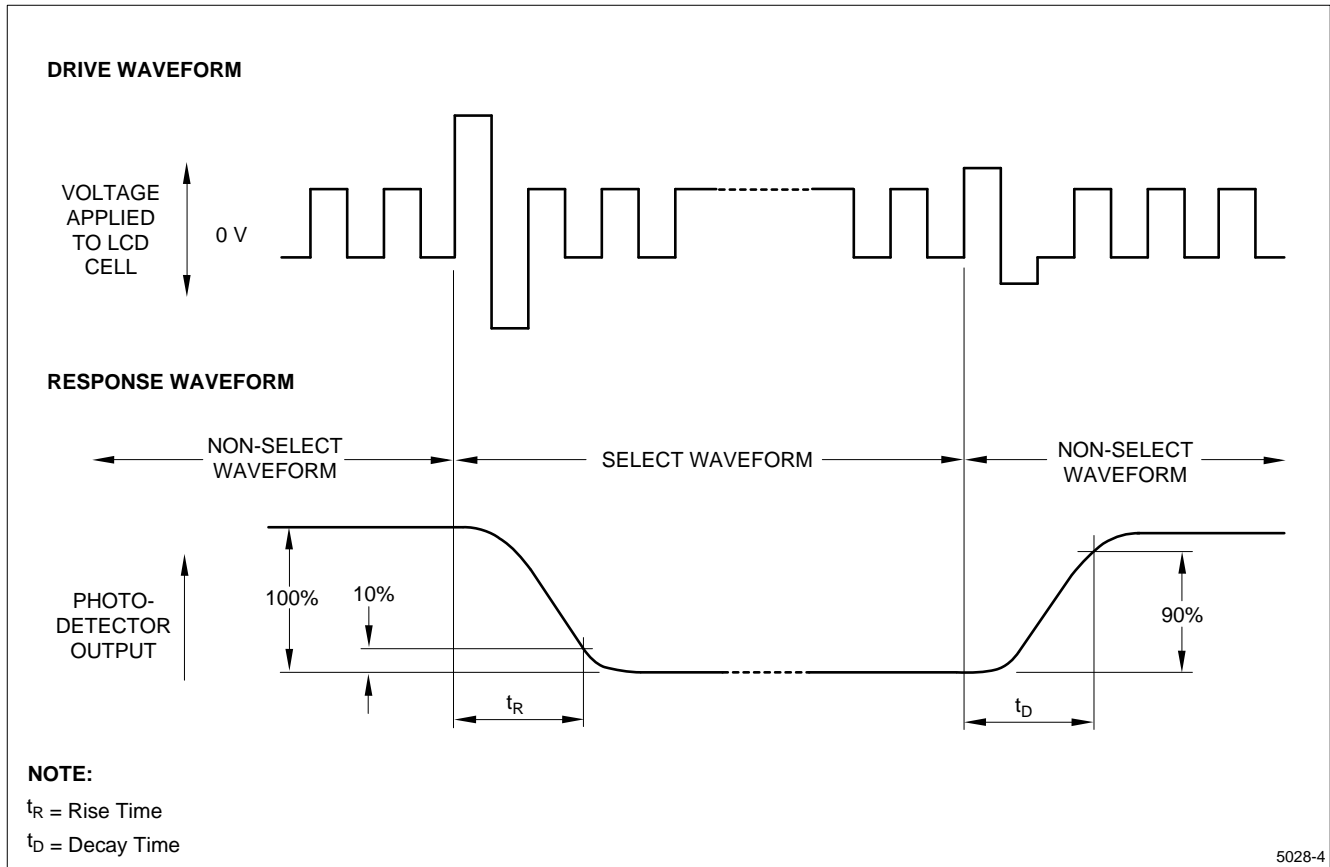 DRIVE WAVEFORM
VOLTAGE
APPLIED
TO LCD
CELL
0 V
RESPONSE WAVEFORM
NON-SELECT
WAVEFORM
SELECT WAVEFORM
NON-SELECT
WAVEFORM
PHOTO-
DETECTOR
OUTPUT
100%
10%
90%
tR
tD
NOTE:
tR = Rise Time
tD = Decay Time
5028-4